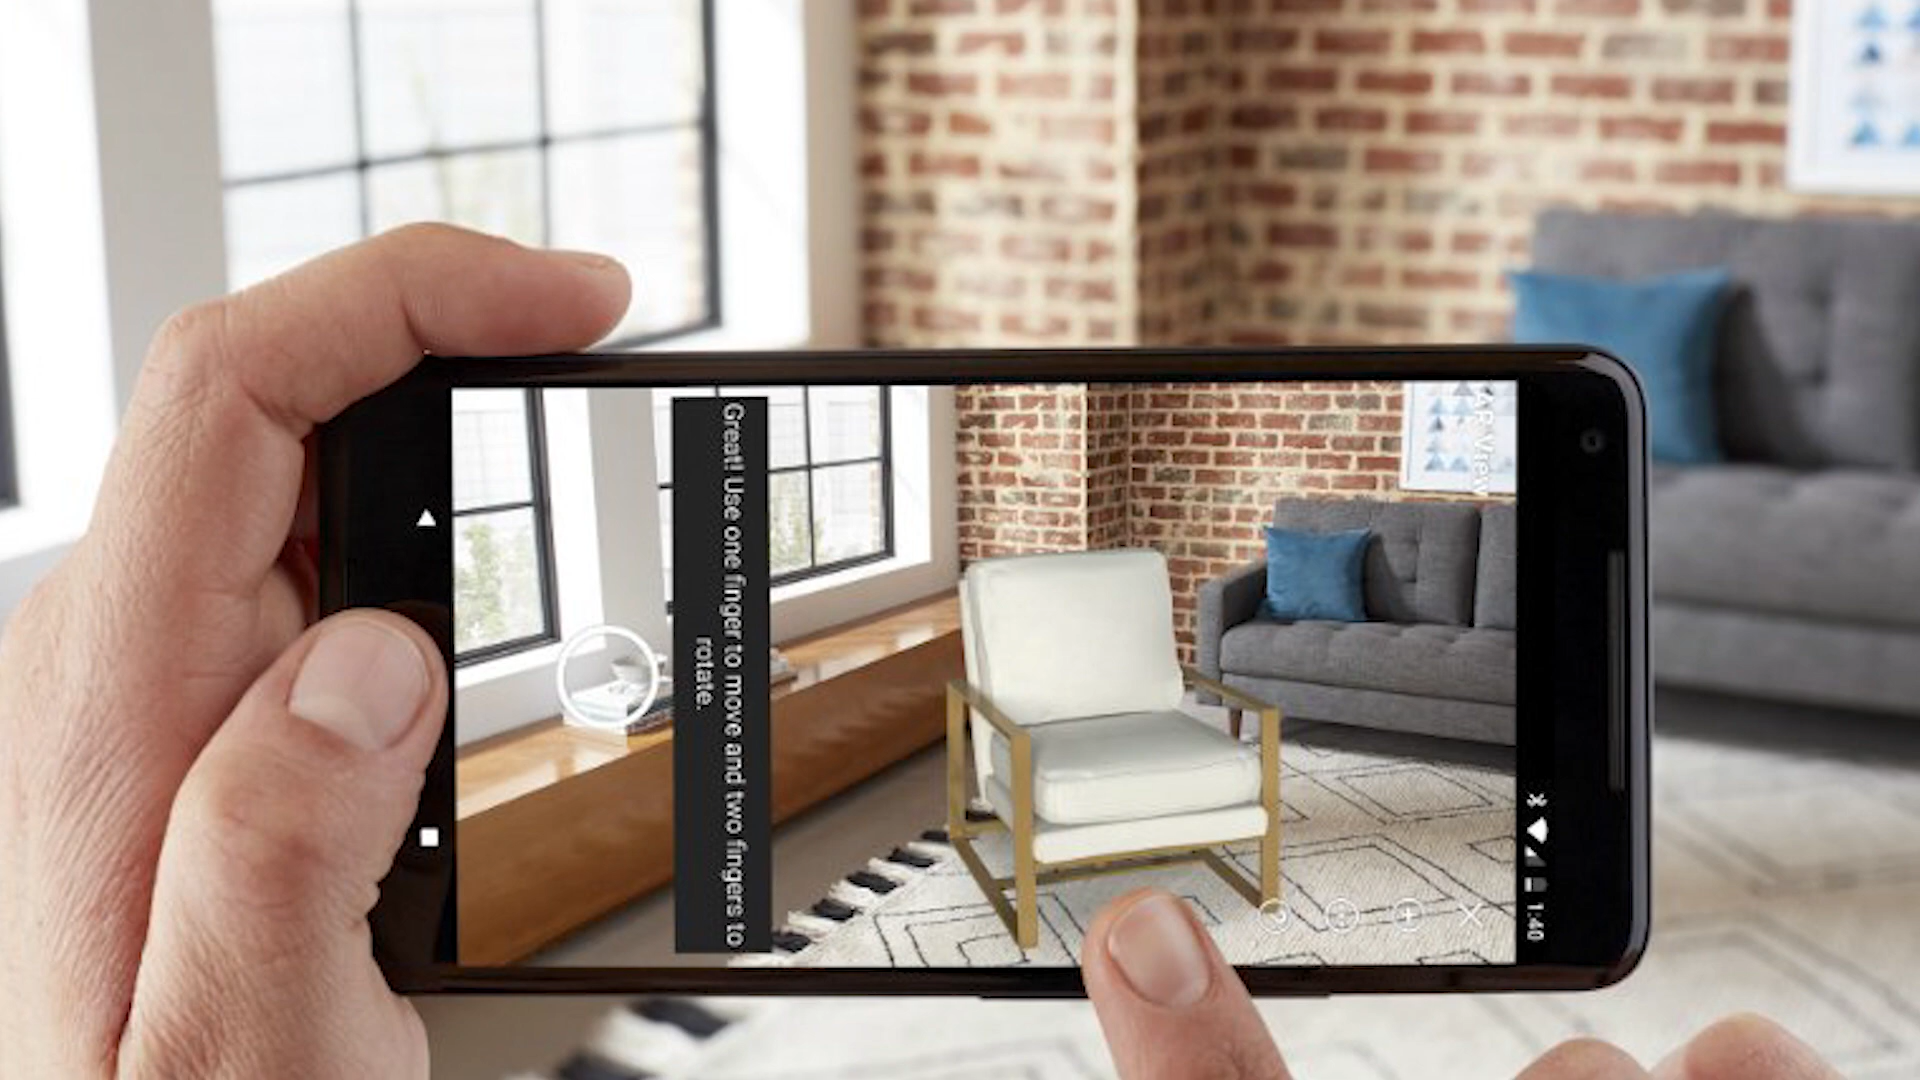 AR View
1:40
Great! Use one finger to move and two fingers to
rotate.